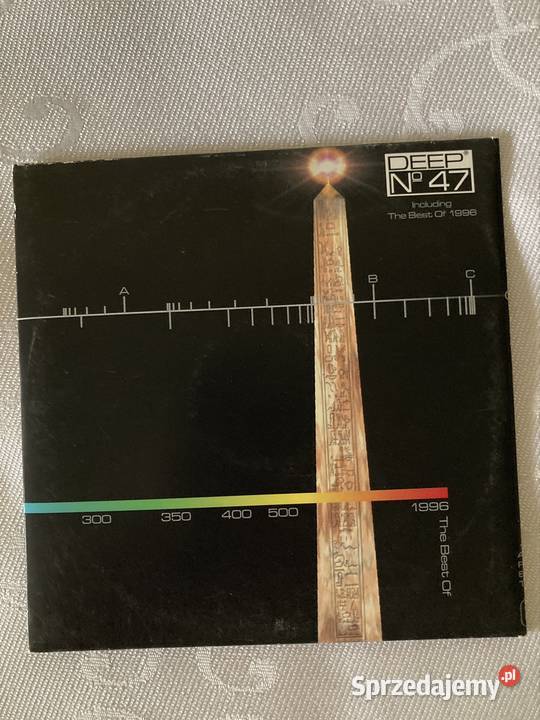 DEEP®
Nº 47
Including
The Best Of 1996
A
B
C
300
350
400
500
1996
The Best Of
Sprzedajemy.pl